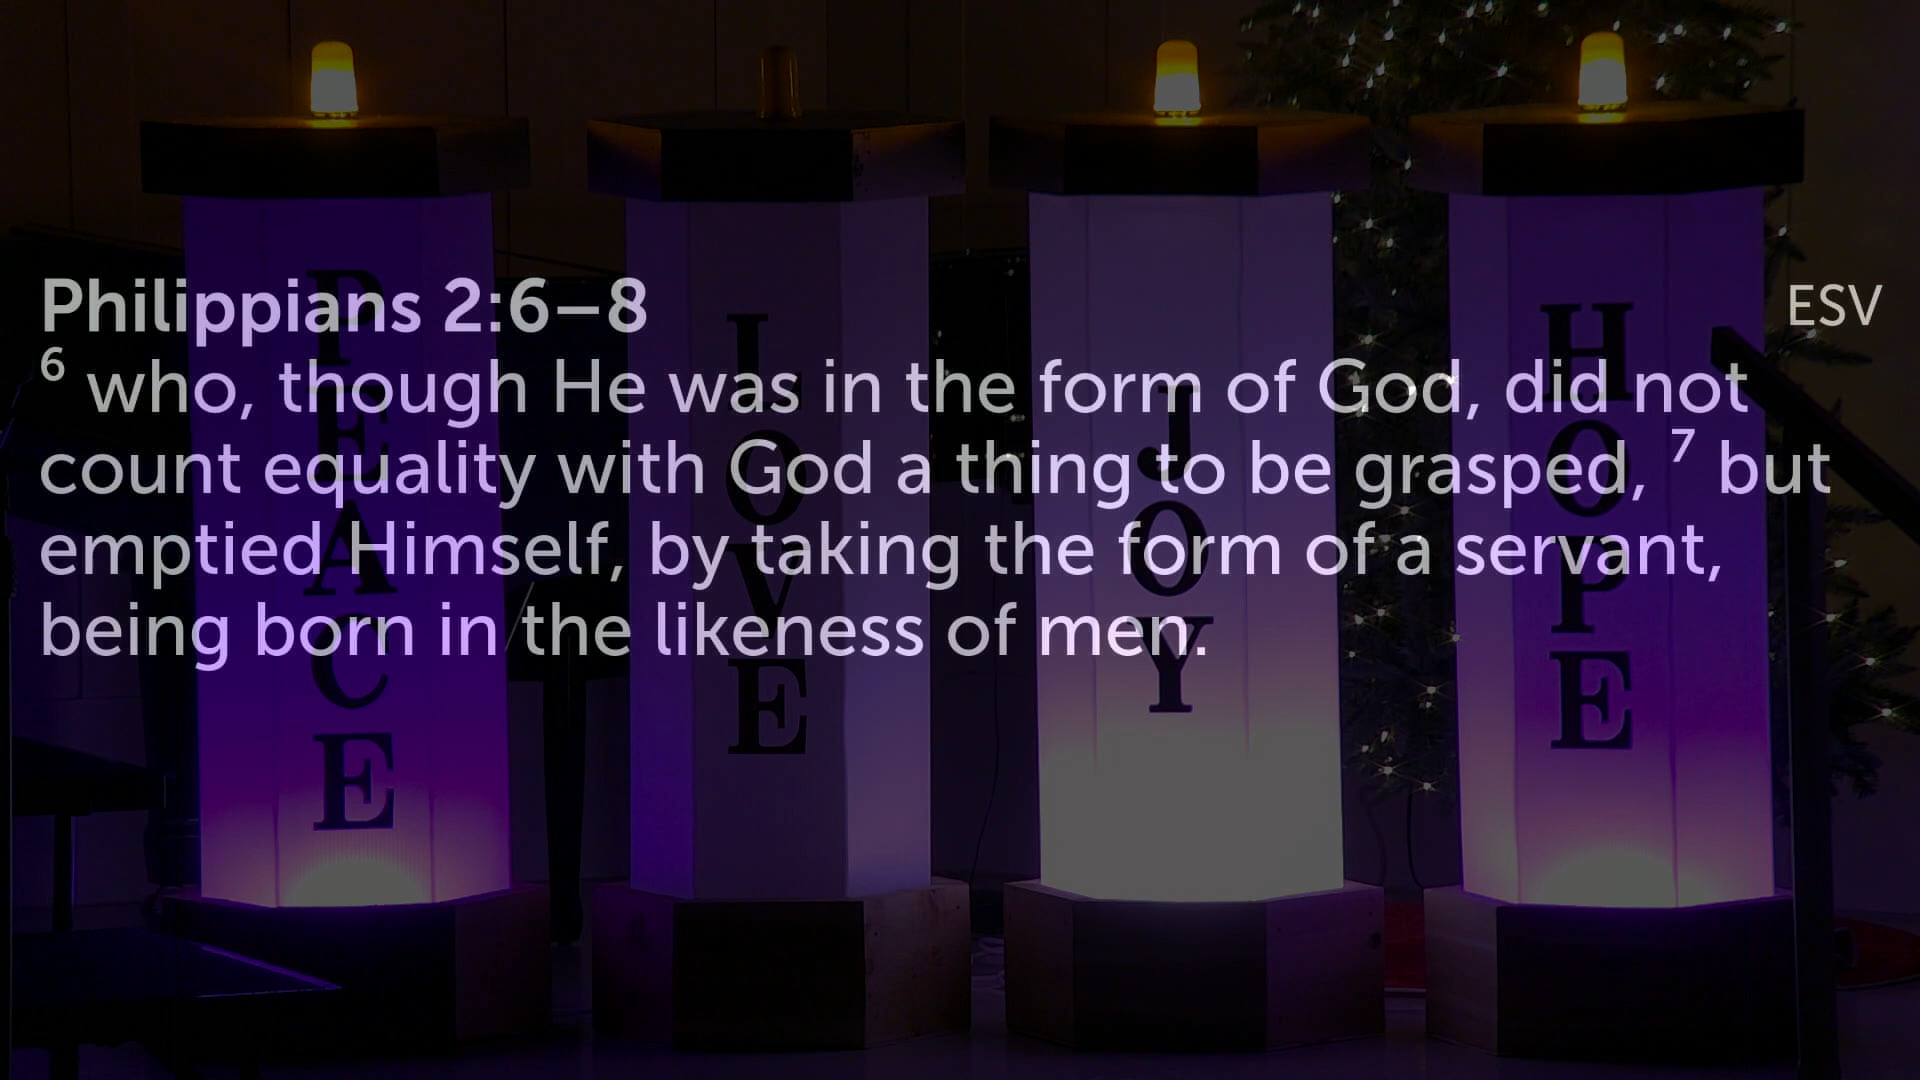 Philippians 2:6–8 ESV
6 who, though He was in the form of God, did not
count equality with God a thing to be grasped, 7 but
emptied Himself, by taking the form of a servant,
being born in the likeness of men.
PEACE
LOVE
JOY
HOPE